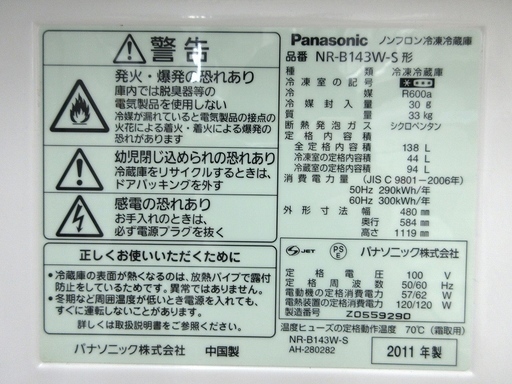 警告
発火・爆発の恐れあり
庫内では脱臭器等の
電気製品を使用しない
冷媒が漏れていると電気製品の接点の
火花による着火・着火・爆発の恐れあり
幼児閉じ込められの恐れあり
冷蔵庫をリサイクルするときは、
ドアパッキングを外す
感電の恐れあり
お手入れのときは、
必ず電源プラグを抜く
正しくお使いいただくために
●冷蔵庫の表面が熱くなるのは、放熱パイプで露付
防止をしているためです。異常ではありません。
●冬期など周囲温度が低いときに電源を入れても、
すぐに運転しないことがあります。
詳しくは取扱説明書をご参照ください。
パナソニック株式会社 中国製
Panasonic ノンフロン冷凍冷蔵庫
品番 NR-B143W-S 形
種類 冷凍冷蔵庫
冷凍室の記号
冷媒 R600a
冷媒封入量 30g
質量 33kg
断熱発泡ガス シクロペンタン
定格内容積
全定格内容積 138 L
冷凍室の定格内容積 44 L
冷蔵室の定格内容積 94 L
消費電力量 (JIS C 9801-2006年)
50Hz 290kWh/年
60Hz 300kWh/年
外形寸法 幅 480 mm
奥行 584 mm
高さ 1119 mm
JET PS E パナソニック株式会社
定格電圧 100 V
定格周波数 50/60 Hz
電動機の定格消費電力 57/62 W
電熱装置の定格消費電力 120/120 W
製造番号 Z0559290
温度ヒューズの定格動作温度 70℃ (霜取用)
NR-B143W-S
AH-280282
2011年製